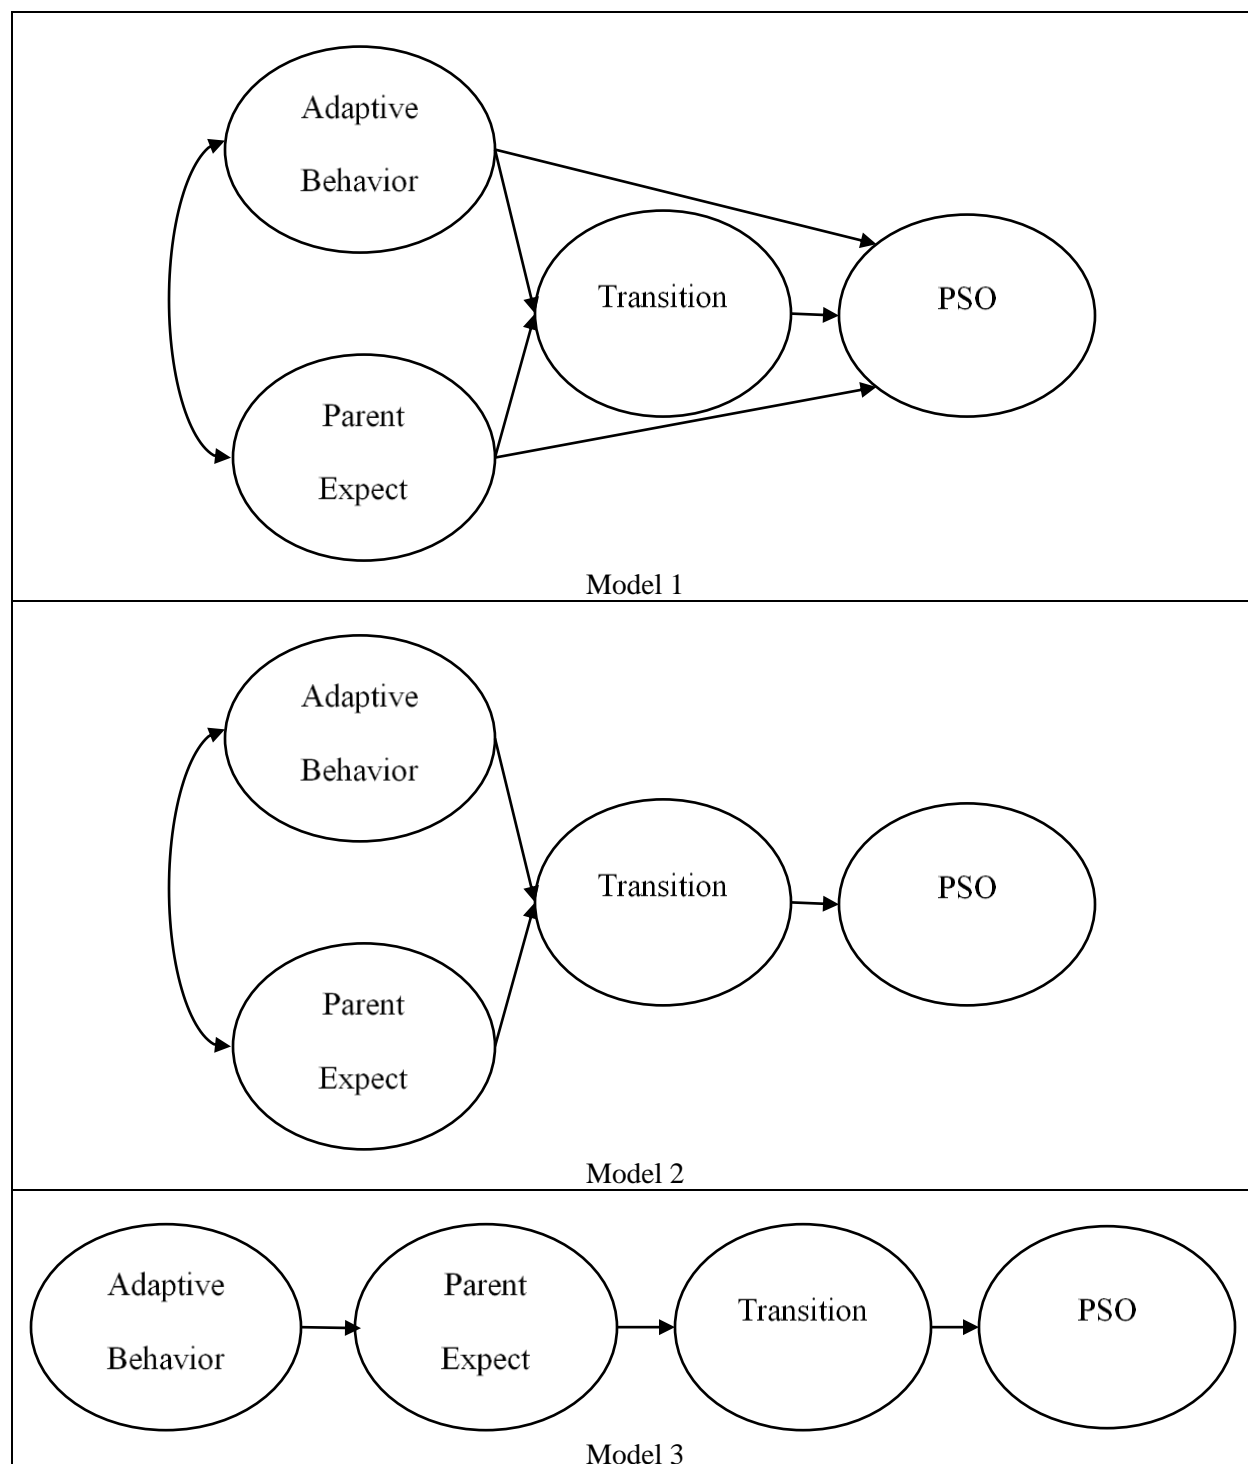 Adaptive
Behavior
Transition
PSO
Parent
Expect
Model 1
Adaptive
Behavior
Transition
PSO
Parent
Expect
Model 2
Adaptive
Behavior
Parent
Expect
Transition
PSO
Model 3